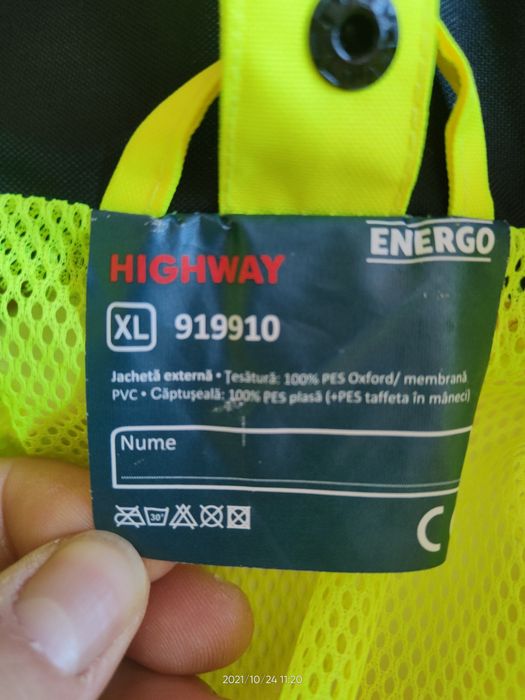 ENERGO
HIGHWAY
XL 919910
Jachetă externă • Țesătură: 100% PES Oxford/ membrană
PVC • Căptușeală: 100% PES plasă (+PES taffeta în mâneci)
Nume
30°
C
2021/10/24 11:20